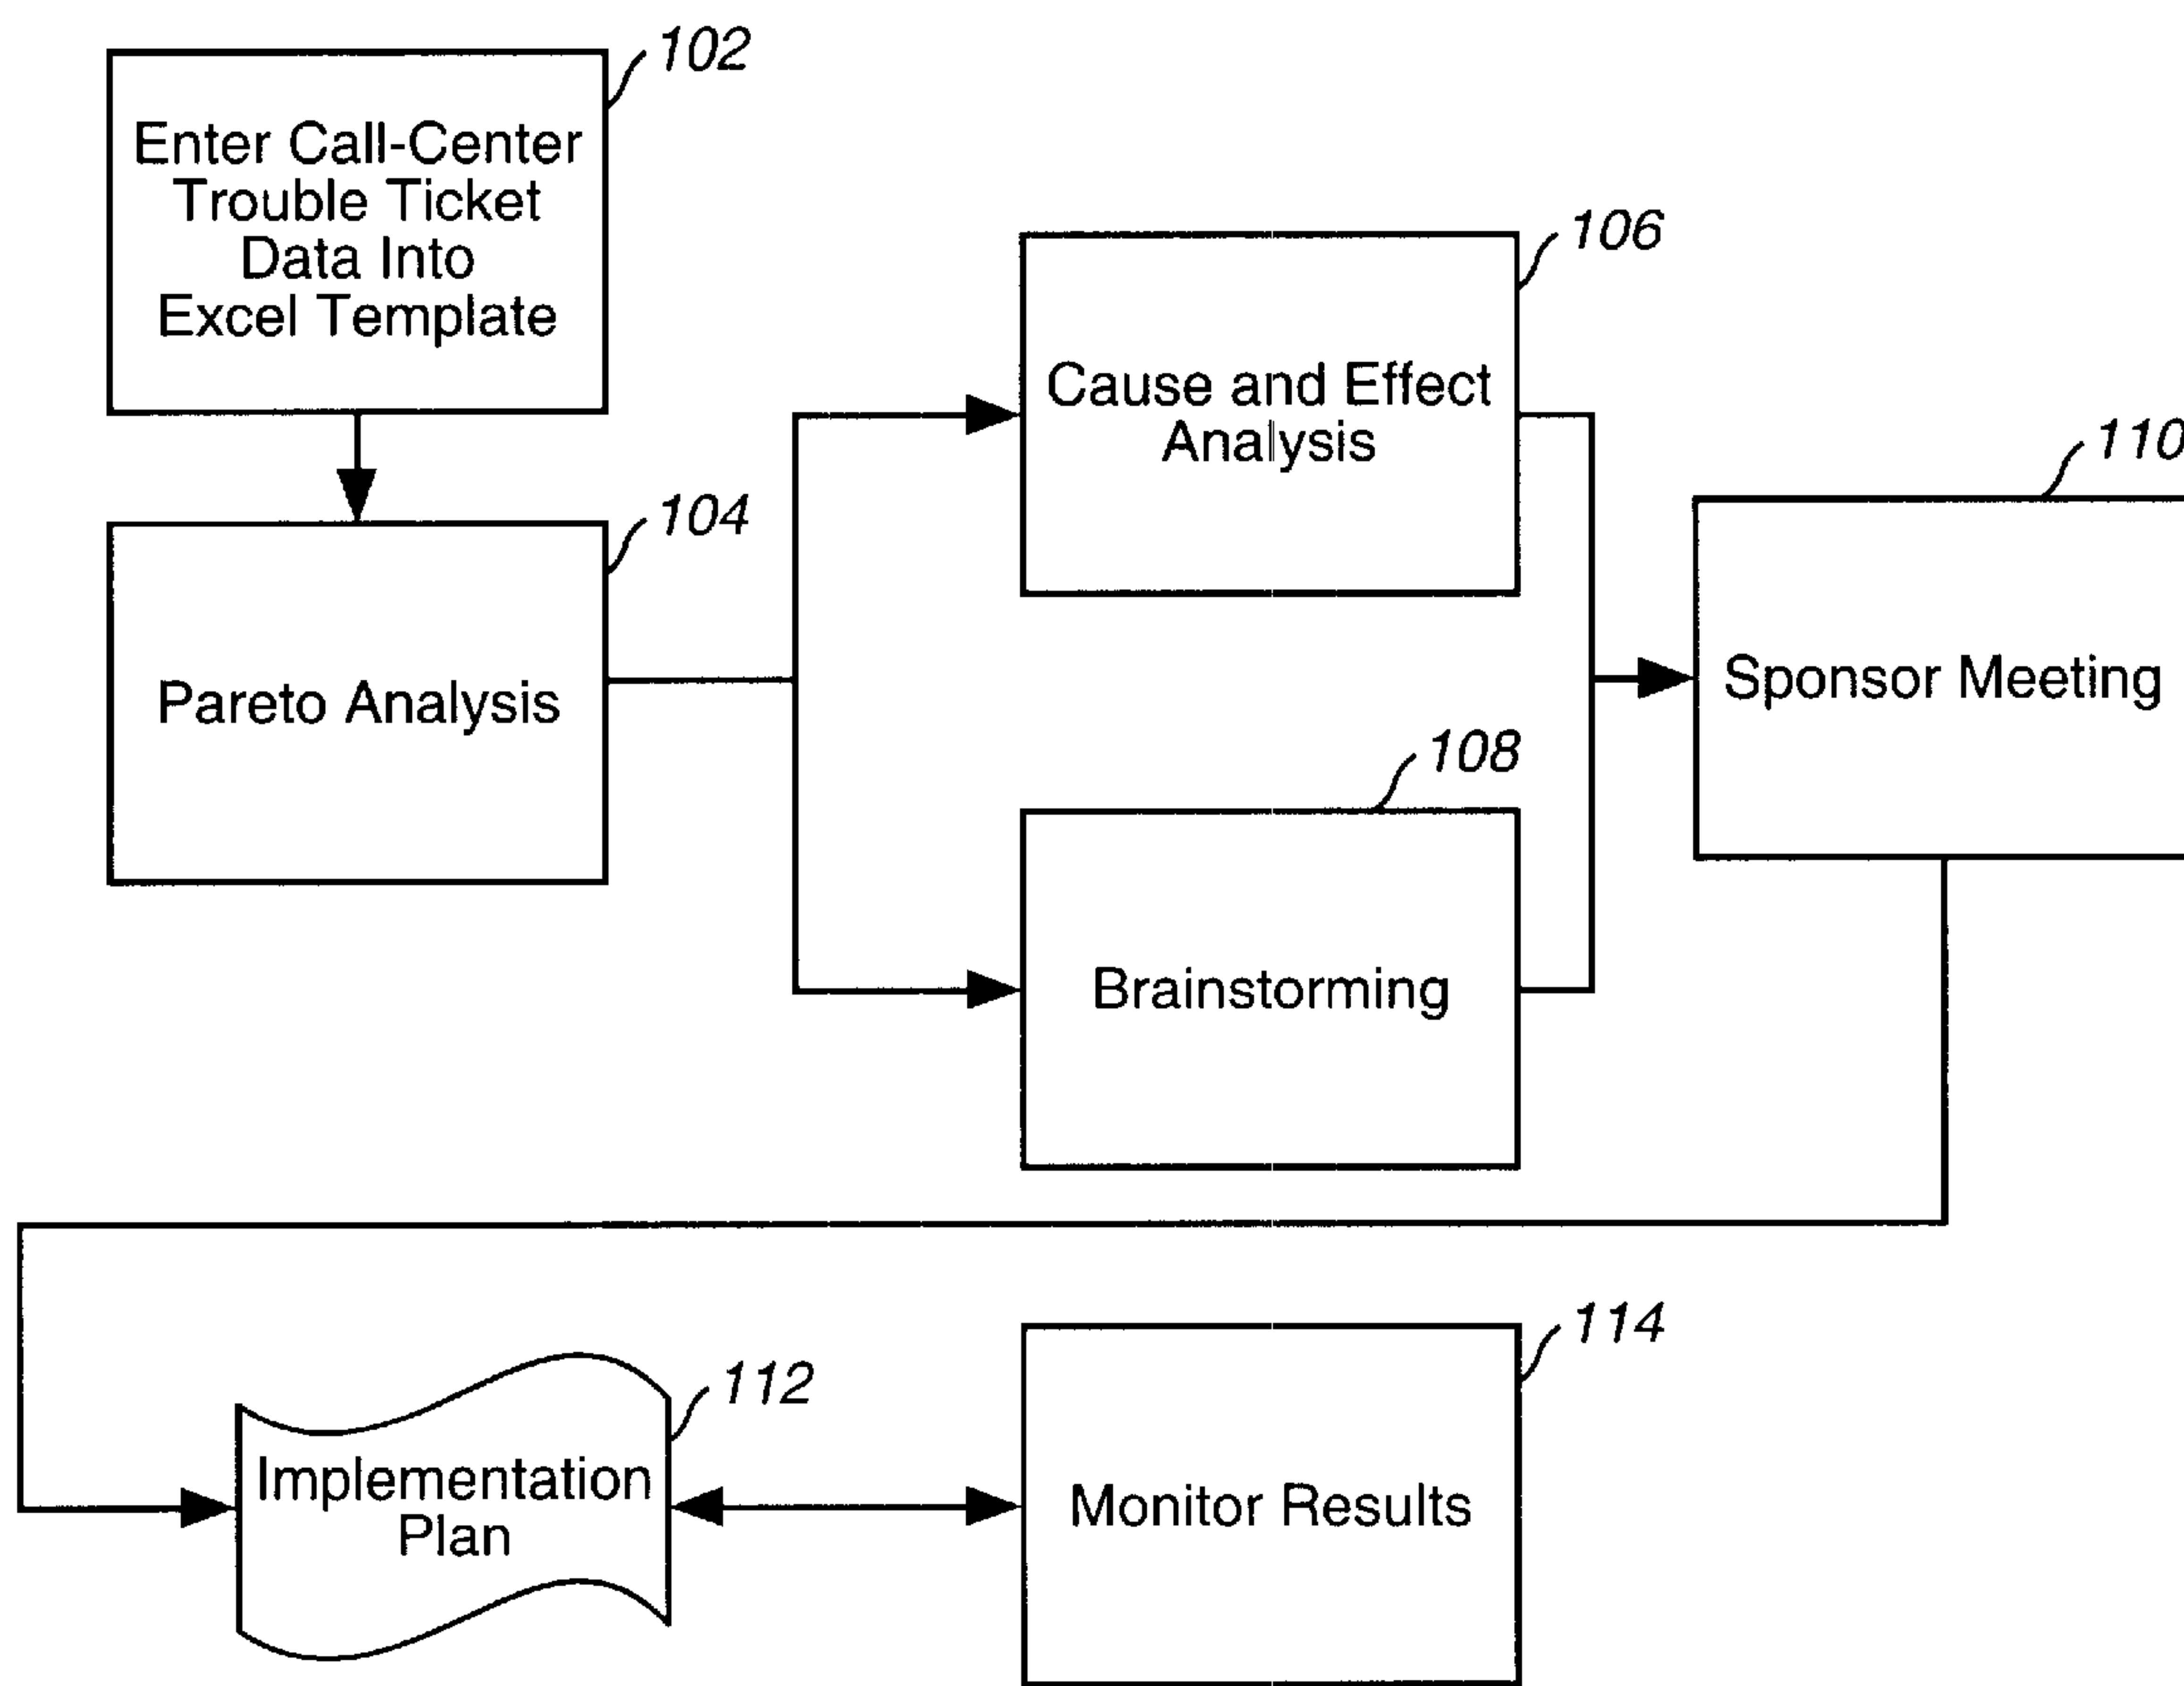 102
Enter Call-Center
Trouble Ticket
Data Into
Excel Template
104
Pareto Analysis
106
Cause and Effect
Analysis
108
Brainstorming
110
Sponsor Meeting
112
Implementation
Plan
114
Monitor Results